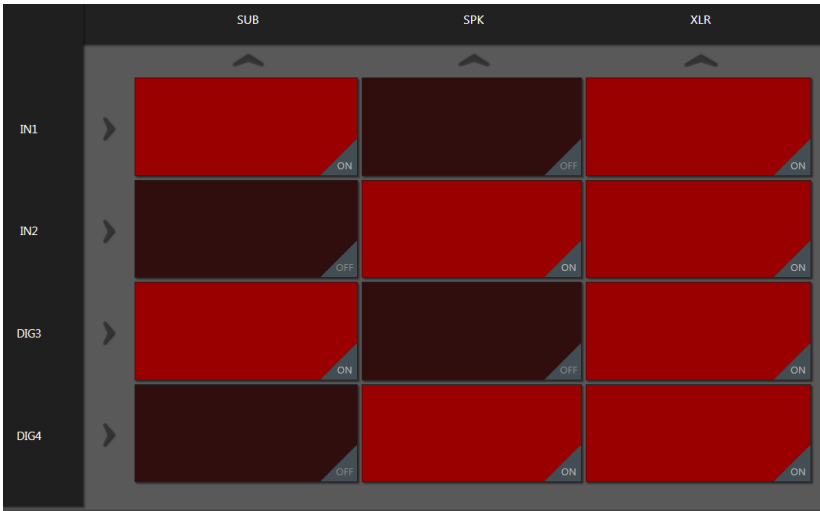 SUB SPK XLR
IN1
ON OFF ON
IN2
OFF ON ON
DIG3
ON OFF ON
DIG4
OFF ON ON